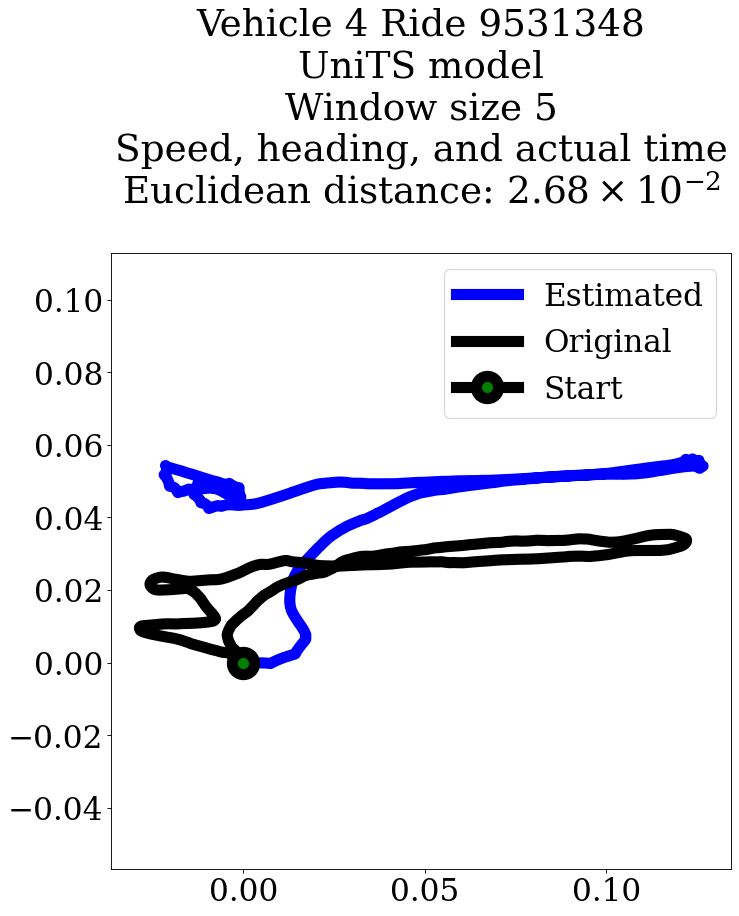 Vehicle 4 Ride 9531348
UniTS model
Window size 5
Speed, heading, and actual time
Euclidean distance: 2.68 × 10⁻²
Estimated
Original
Start
0.10
0.08
0.06
0.04
0.02
0.00
−0.02
−0.04
0.00 0.05 0.10